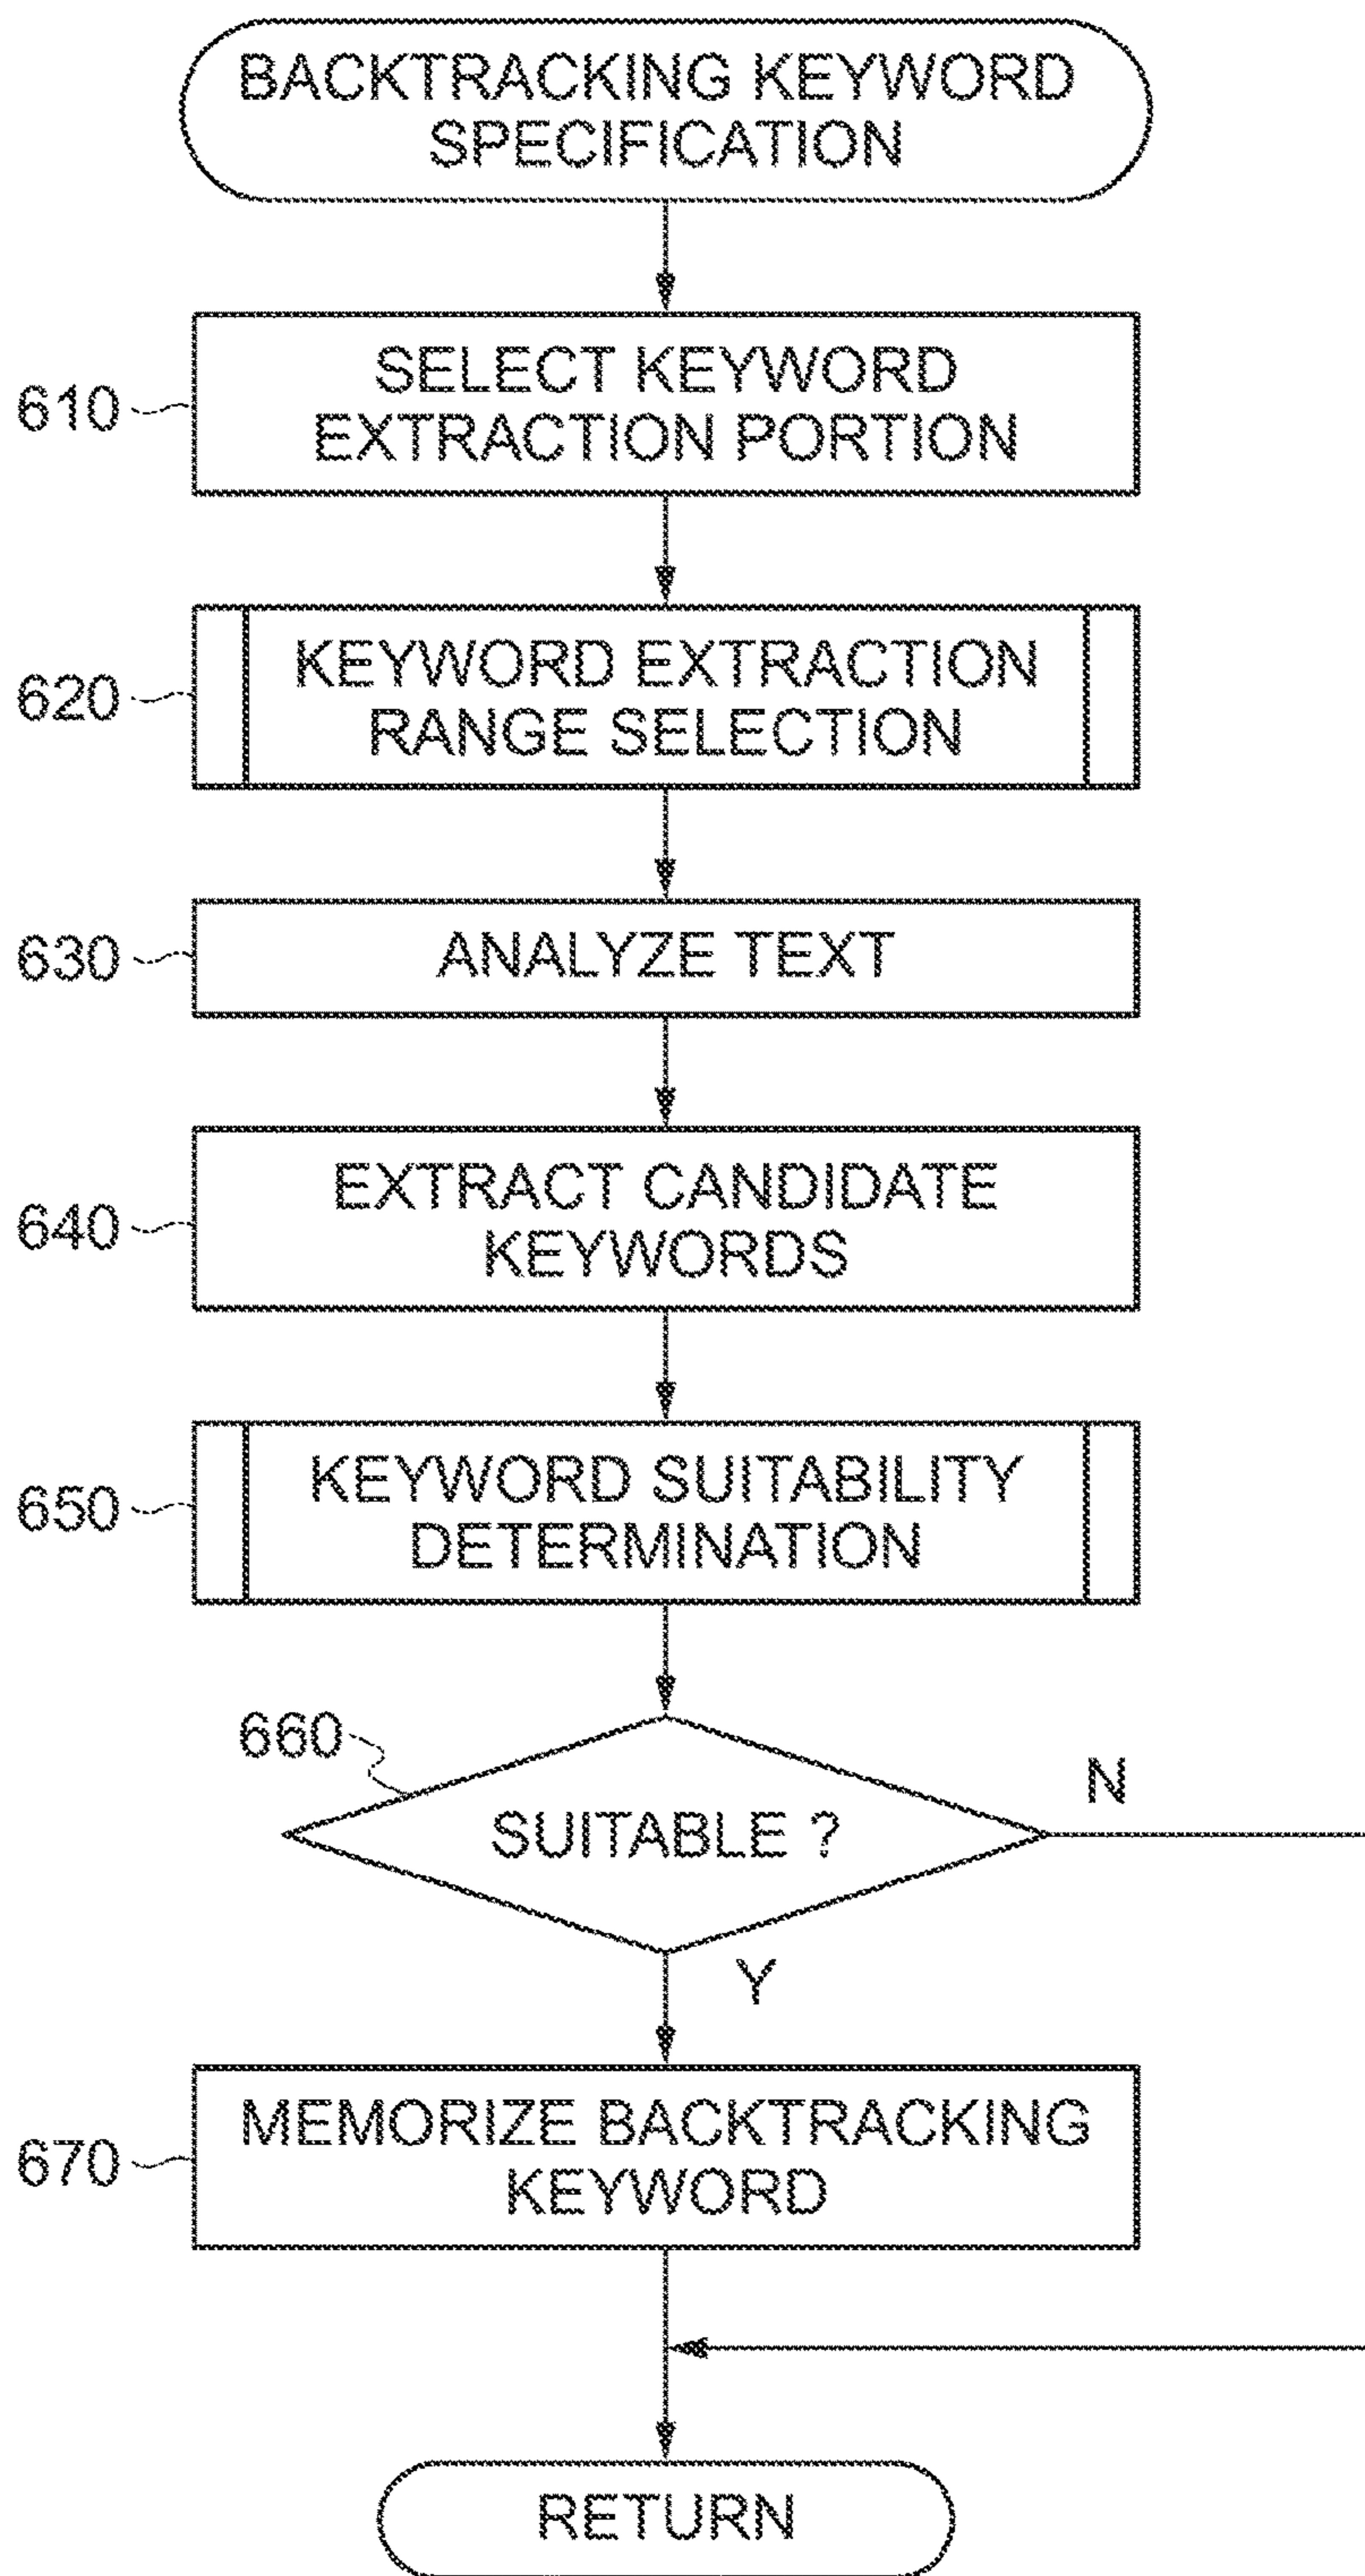 BACKTRACKING KEYWORD
SPECIFICATION
610
SELECT KEYWORD
EXTRACTION PORTION
620
KEYWORD EXTRACTION
RANGE SELECTION
630
ANALYZE TEXT
640
EXTRACT CANDIDATE
KEYWORDS
650
KEYWORD SUITABILITY
DETERMINATION
660
SUITABLE ?
N
Y
670
MEMORIZE BACKTRACKING
KEYWORD
RETURN